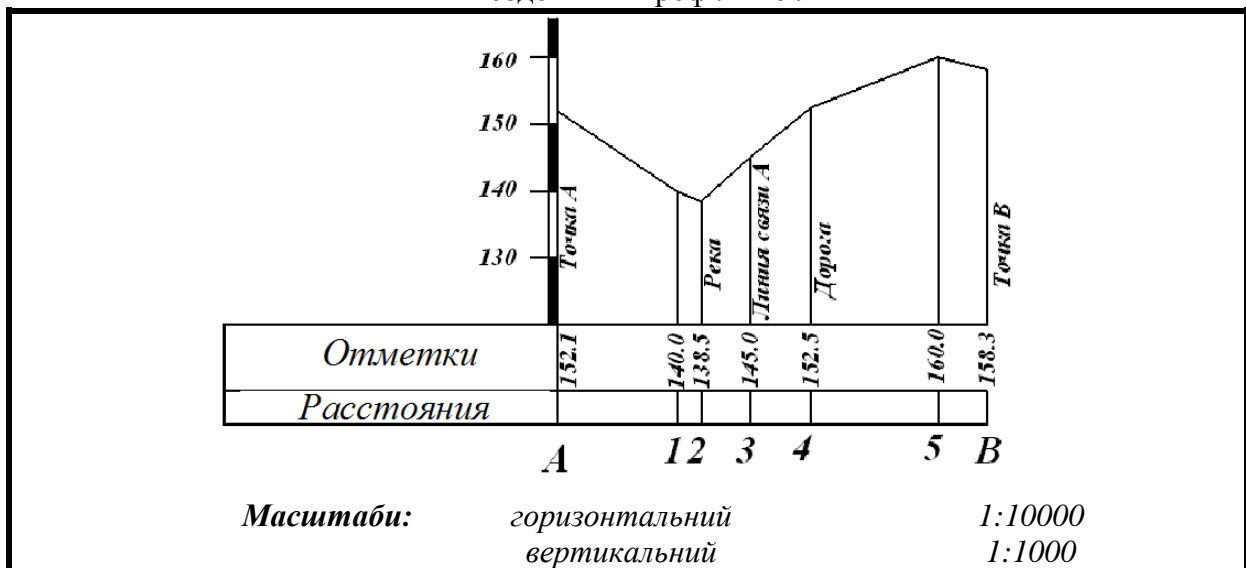 160
150
140
130
Точка А
Река
Линия связи А
Дорога
Точка В
Отметки 152.1 140.0 138.5 145.0 152.5 160.0 158.3
Расстояния
А 1 2 3 4 5 В
Масштаби: горизонтальний 1:10000
вертикальний 1:1000